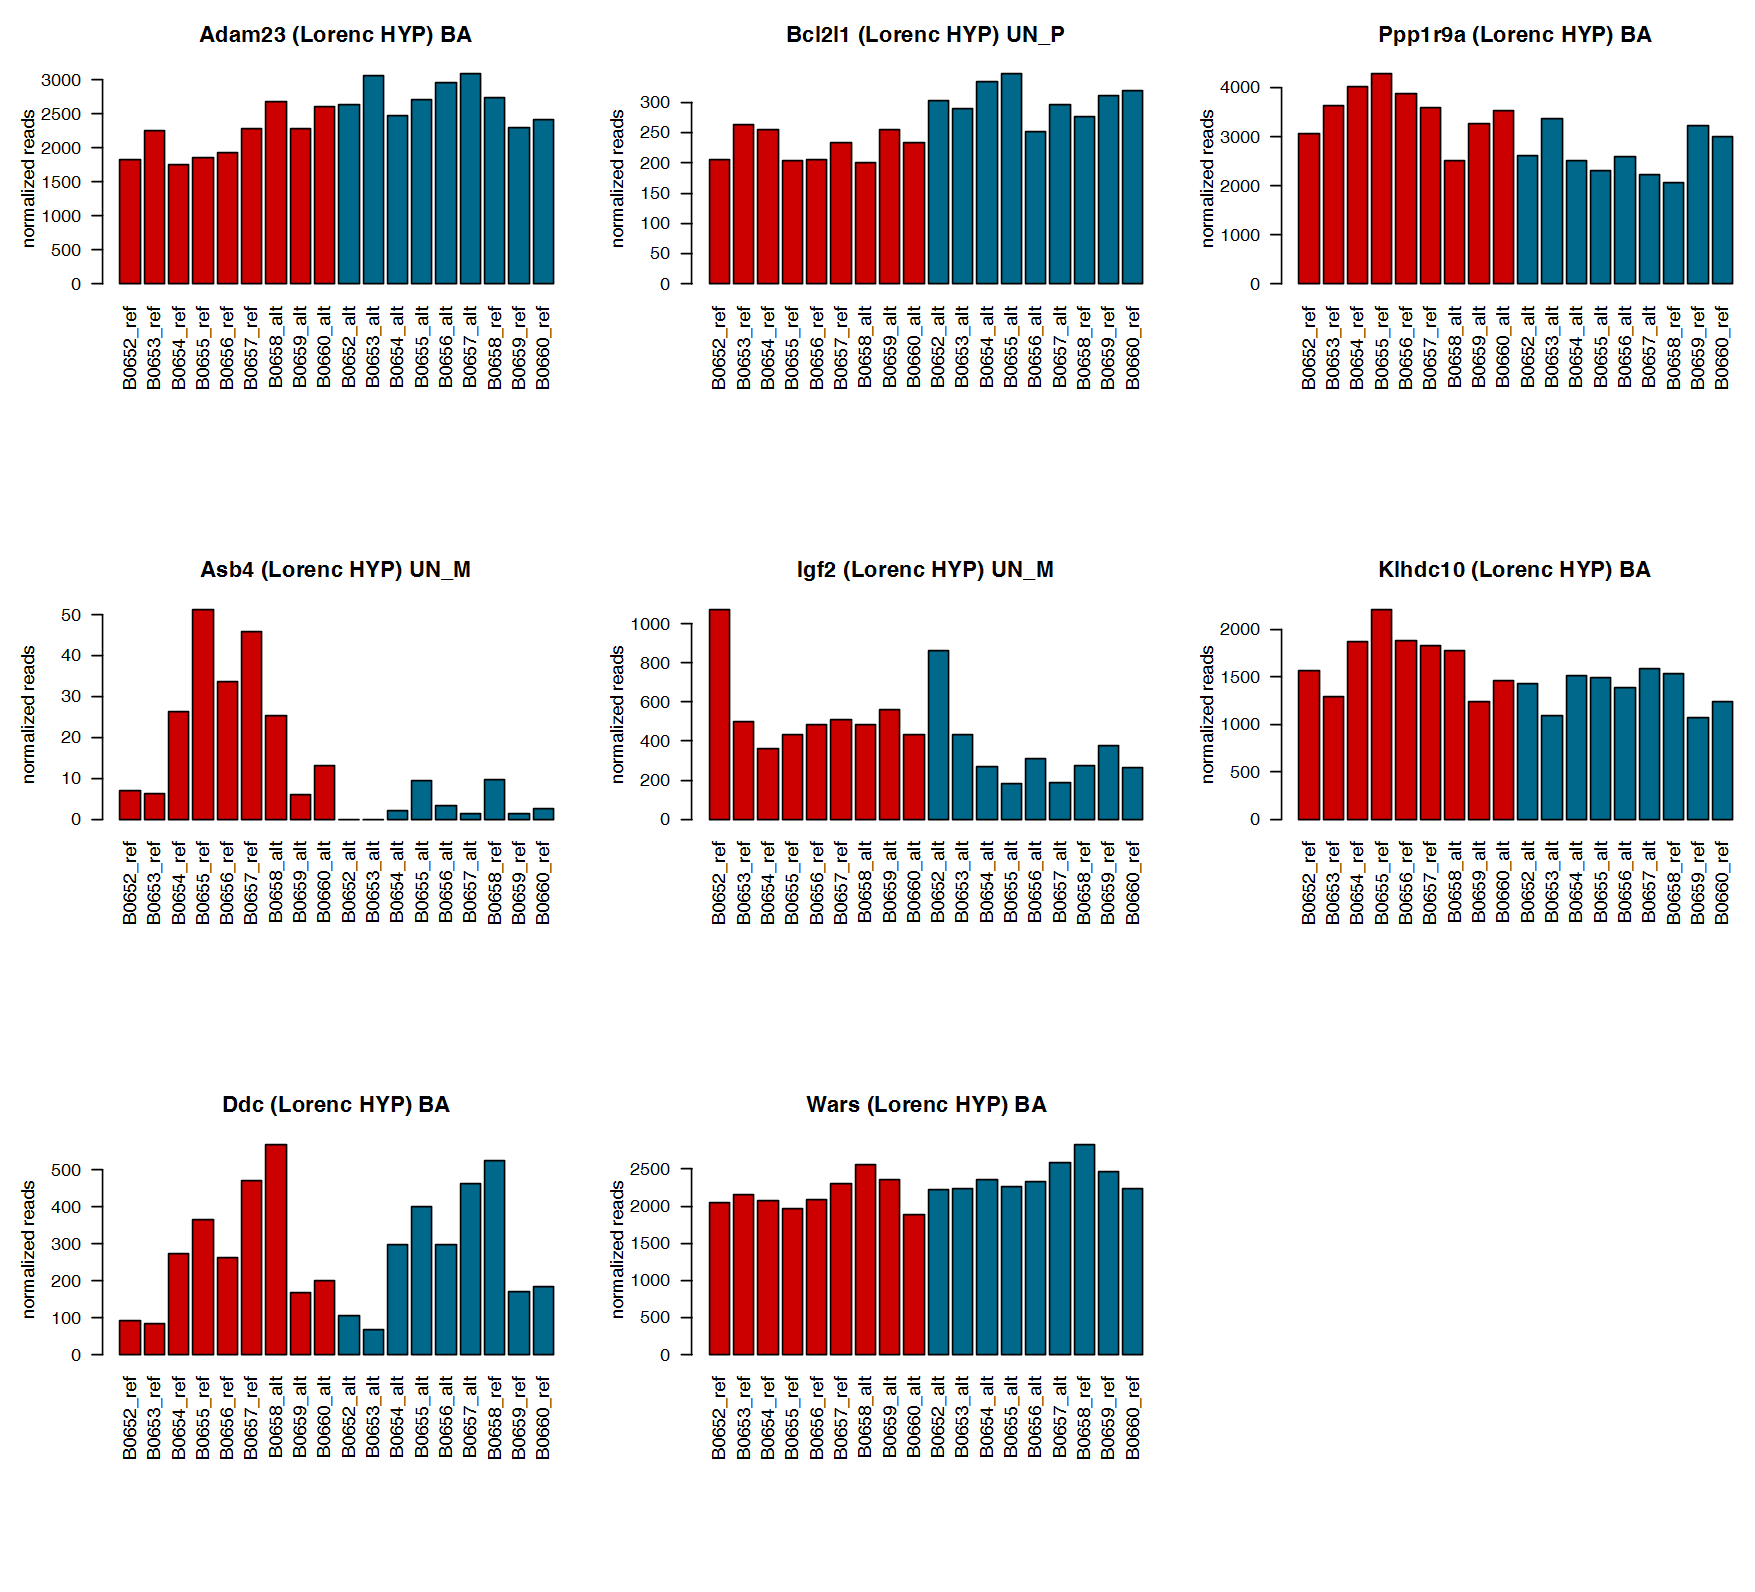 Adam23 (Lorenc HYP) BA
normalized reads
3000
2500
2000
1500
1000
500
0
B0652_ref
B0653_ref
B0654_ref
B0655_ref
B0656_ref
B0657_ref
B0658_alt
B0659_alt
B0660_alt
B0652_alt
B0653_alt
B0654_alt
B0655_alt
B0656_alt
B0657_alt
B0658_ref
B0659_ref
B0660_ref
Bcl2l1 (Lorenc HYP) UN_P
normalized reads
300
250
200
150
100
50
0
B0652_ref
B0653_ref
B0654_ref
B0655_ref
B0656_ref
B0657_ref
B0658_alt
B0659_alt
B0660_alt
B0652_alt
B0653_alt
B0654_alt
B0655_alt
B0656_alt
B0657_alt
B0658_ref
B0659_ref
B0660_ref
Ppp1r9a (Lorenc HYP) BA
normalized reads
4000
3000
2000
1000
0
B0652_ref
B0653_ref
B0654_ref
B0655_ref
B0656_ref
B0657_ref
B0658_alt
B0659_alt
B0660_alt
B0652_alt
B0653_alt
B0654_alt
B0655_alt
B0656_alt
B0657_alt
B0658_ref
B0659_ref
B0660_ref
Asb4 (Lorenc HYP) UN_M
normalized reads
50
40
30
20
10
0
B0652_ref
B0653_ref
B0654_ref
B0655_ref
B0656_ref
B0657_ref
B0658_alt
B0659_alt
B0660_alt
B0652_alt
B0653_alt
B0654_alt
B0655_alt
B0656_alt
B0657_alt
B0658_ref
B0659_ref
B0660_ref
Igf2 (Lorenc HYP) UN_M
normalized reads
1000
800
600
400
200
0
B0652_ref
B0653_ref
B0654_ref
B0655_ref
B0656_ref
B0657_ref
B0658_alt
B0659_alt
B0660_alt
B0652_alt
B0653_alt
B0654_alt
B0655_alt
B0656_alt
B0657_alt
B0658_ref
B0659_ref
B0660_ref
Klhdc10 (Lorenc HYP) BA
normalized reads
2000
1500
1000
500
0
B0652_ref
B0653_ref
B0654_ref
B0655_ref
B0656_ref
B0657_ref
B0658_alt
B0659_alt
B0660_alt
B0652_alt
B0653_alt
B0654_alt
B0655_alt
B0656_alt
B0657_alt
B0658_ref
B0659_ref
B0660_ref
Ddc (Lorenc HYP) BA
normalized reads
500
400
300
200
100
0
B0652_ref
B0653_ref
B0654_ref
B0655_ref
B0656_ref
B0657_ref
B0658_alt
B0659_alt
B0660_alt
B0652_alt
B0653_alt
B0654_alt
B0655_alt
B0656_alt
B0657_alt
B0658_ref
B0659_ref
B0660_ref
Wars (Lorenc HYP) BA
normalized reads
2500
2000
1500
1000
500
0
B0652_ref
B0653_ref
B0654_ref
B0655_ref
B0656_ref
B0657_ref
B0658_alt
B0659_alt
B0660_alt
B0652_alt
B0653_alt
B0654_alt
B0655_alt
B0656_alt
B0657_alt
B0658_ref
B0659_ref
B0660_ref